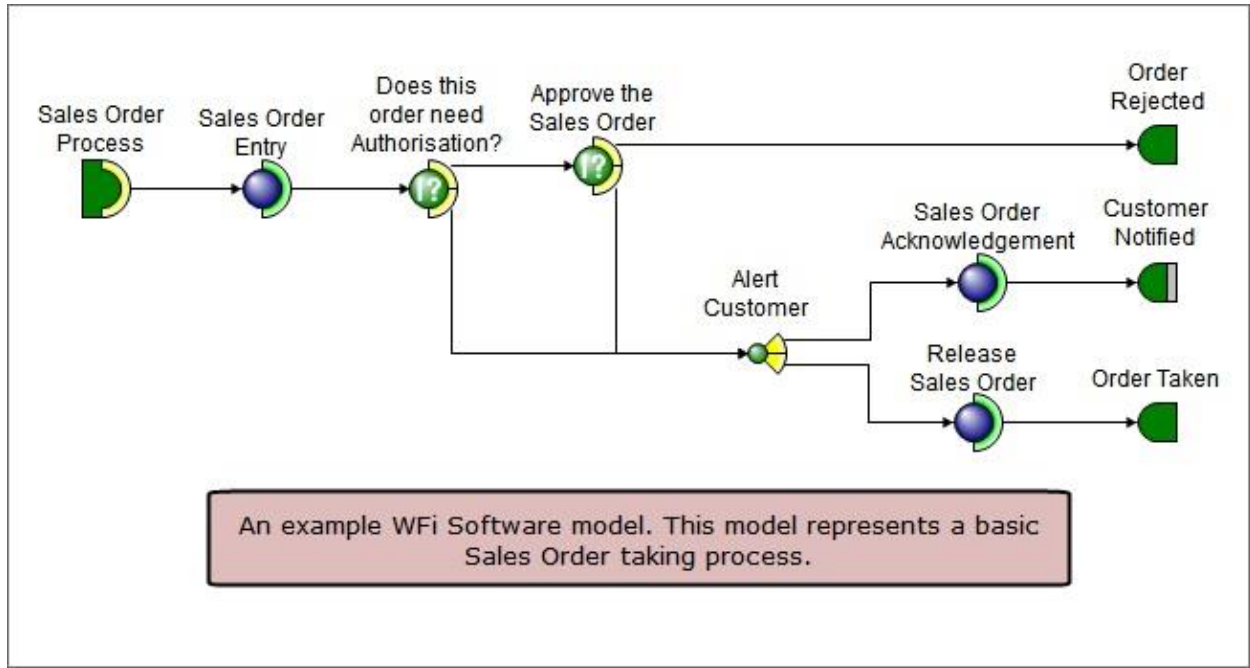 Sales Order
Process
Sales Order
Entry
Does this
order need
Authorisation?
Approve the
Sales Order
Order
Rejected
Sales Order
Acknowledgement
Customer
Notified
Alert
Customer
Release
Sales Order
Order Taken
|?
|?
An example WFi Software model. This model represents a basic
Sales Order taking process.